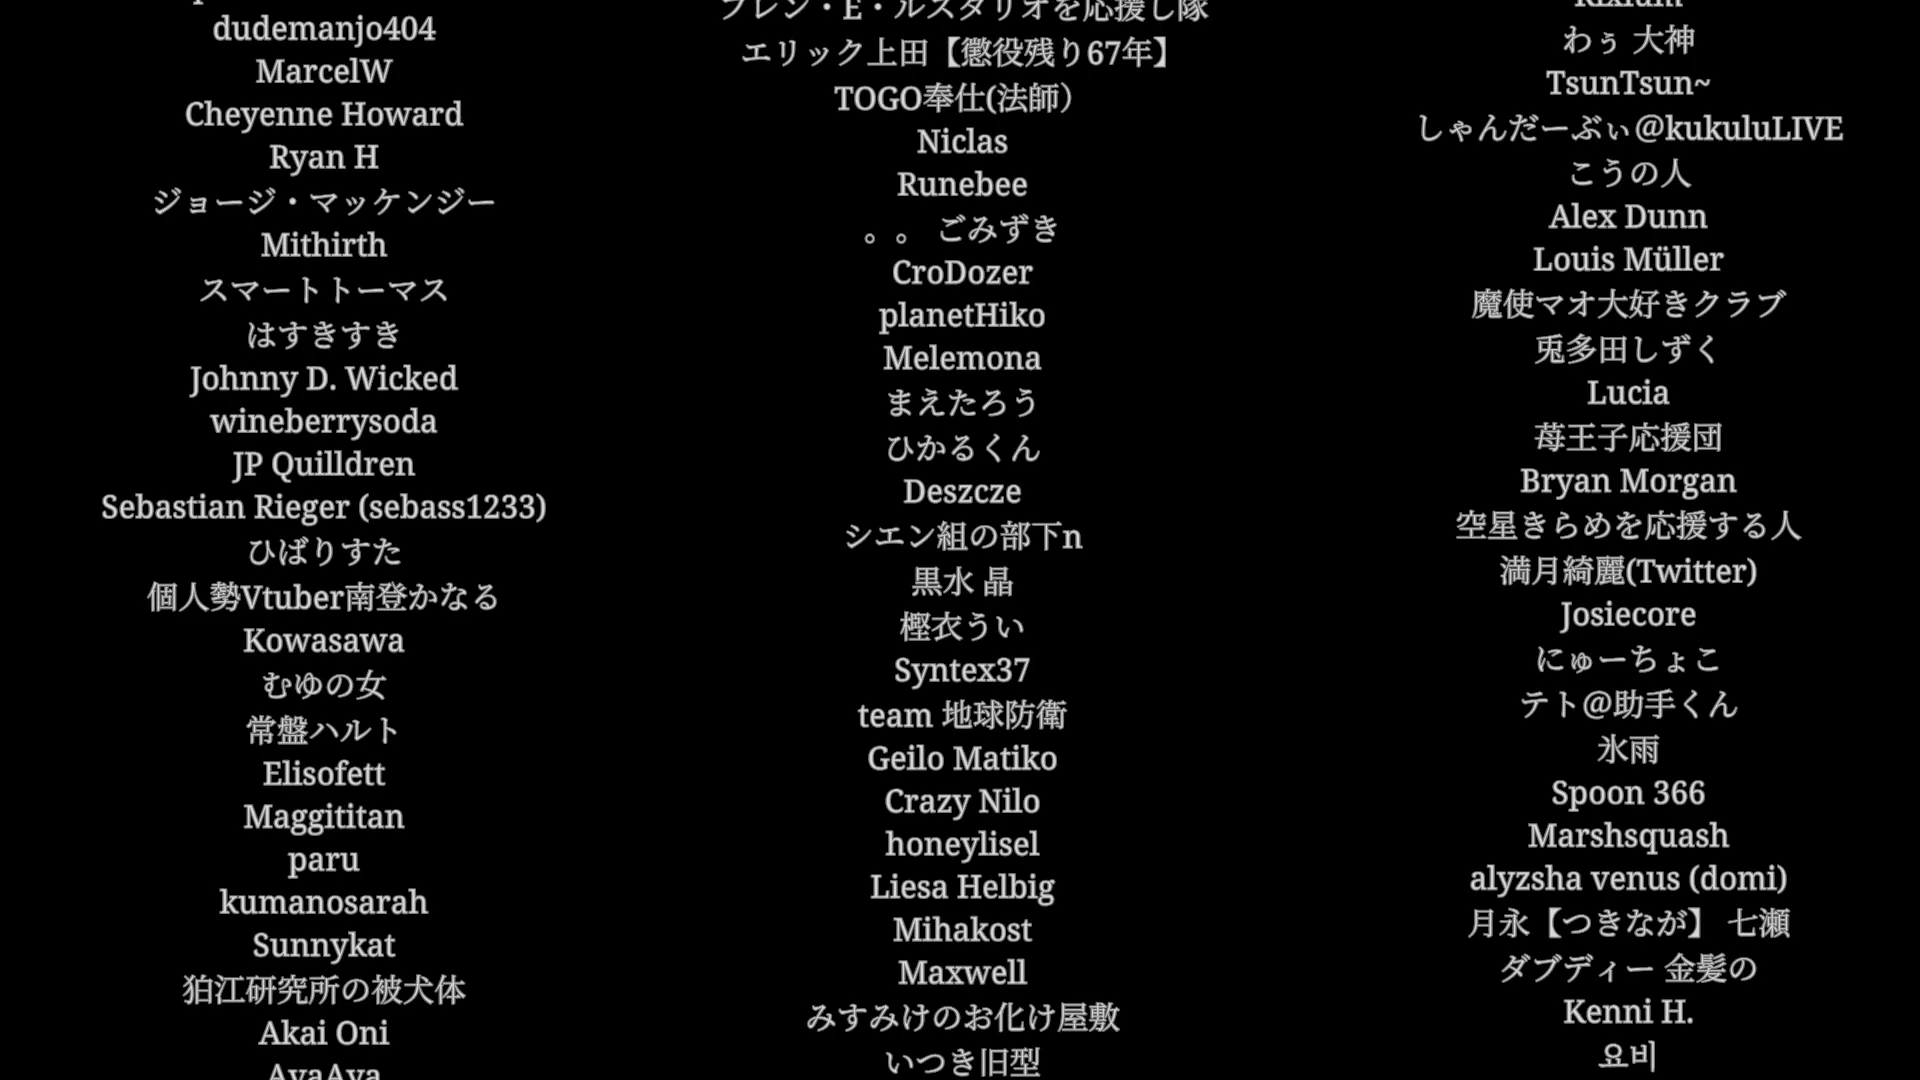 dudemanjo404
MarcelW
Cheyenne Howard
Ryan H
ジョージ・マッケンジー
Mithirth
スマートトーマス
はすきすき
Johnny D. Wicked
wineberrysoda
JP Quilldren
Sebastian Rieger (sebass1233)
ひばりすた
個人勢Vtuber南登かなる
Kowasawa
むゆの女
常盤ハルト
Elisofett
Maggititan
paru
kumanosarah
Sunnykat
狛江研究所の被犬体
Akai Oni
AyaAya
フレン・E・ルスタリオを応援し隊
エリック上田【懲役残り67年】
TOGO奉仕(法師）
Niclas
Runebee
。。 ごみずき
CroDozer
planetHiko
Melemona
まえたろう
ひかるくん
Deszcze
シエン組の部下n
黒水 晶
樫衣うい
Syntex37
team 地球防衛
Geilo Matiko
Crazy Nilo
honeylisel
Liesa Helbig
Mihakost
Maxwell
みすみけのお化け屋敷
いつき旧型
わぅ 大神
TsunTsun~
しゃんだーぶぃ@kukuluLIVE
こうの人
Alex Dunn
Louis Müller
魔使マオ大好きクラブ
兎多田しずく
Lucia
苺王子応援団
Bryan Morgan
空星きらめを応援する人
満月綺麗(Twitter)
Josiecore
にゅーちょこ
テト@助手くん
氷雨
Spoon 366
Marshsquash
alyzsha venus (domi)
月永【つきなが】 七瀬
ダブディー 金髪の
Kenni H.
요비